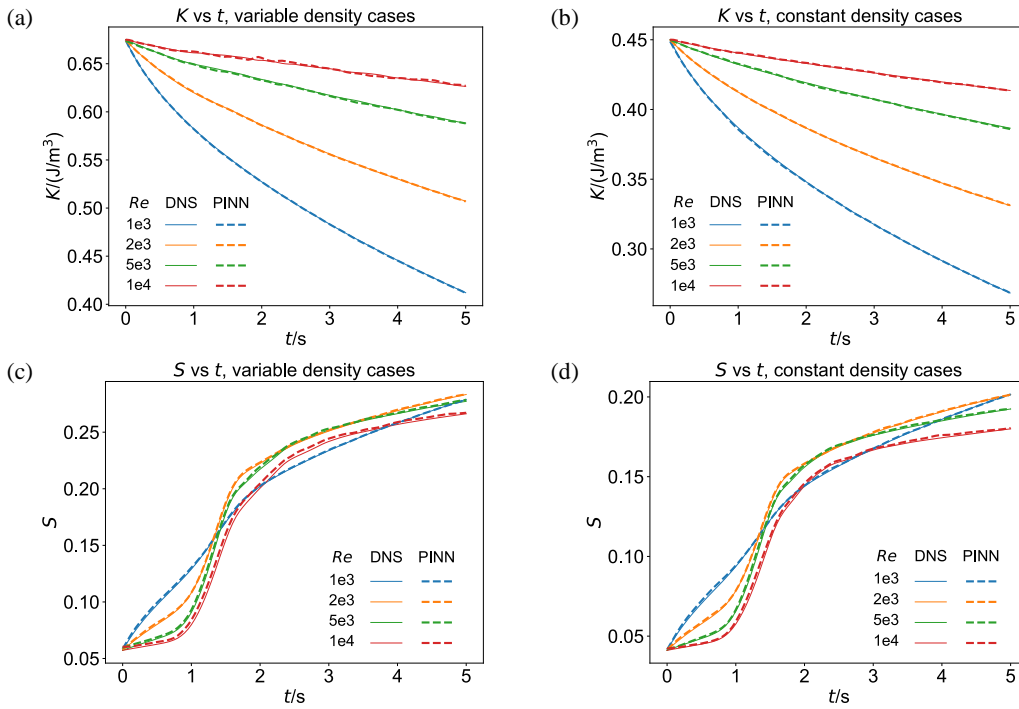 (a)
K vs t, variable density cases
K/(J/m³)
0.65
0.60
0.55
0.50
0.45
0.40
Re DNS PINN
1e3
2e3
5e3
1e4
0 1 2 3 4 5
t/s
(b)
K vs t, constant density cases
K/(J/m³)
0.45
0.40
0.35
0.30
Re DNS PINN
1e3
2e3
5e3
1e4
0 1 2 3 4 5
t/s
(c)
S vs t, variable density cases
S
0.25
0.20
0.15
0.10
0.05
Re DNS PINN
1e3
2e3
5e3
1e4
0 1 2 3 4 5
t/s
(d)
S vs t, constant density cases
S
0.20
0.15
0.10
0.05
Re DNS PINN
1e3
2e3
5e3
1e4
0 1 2 3 4 5
t/s